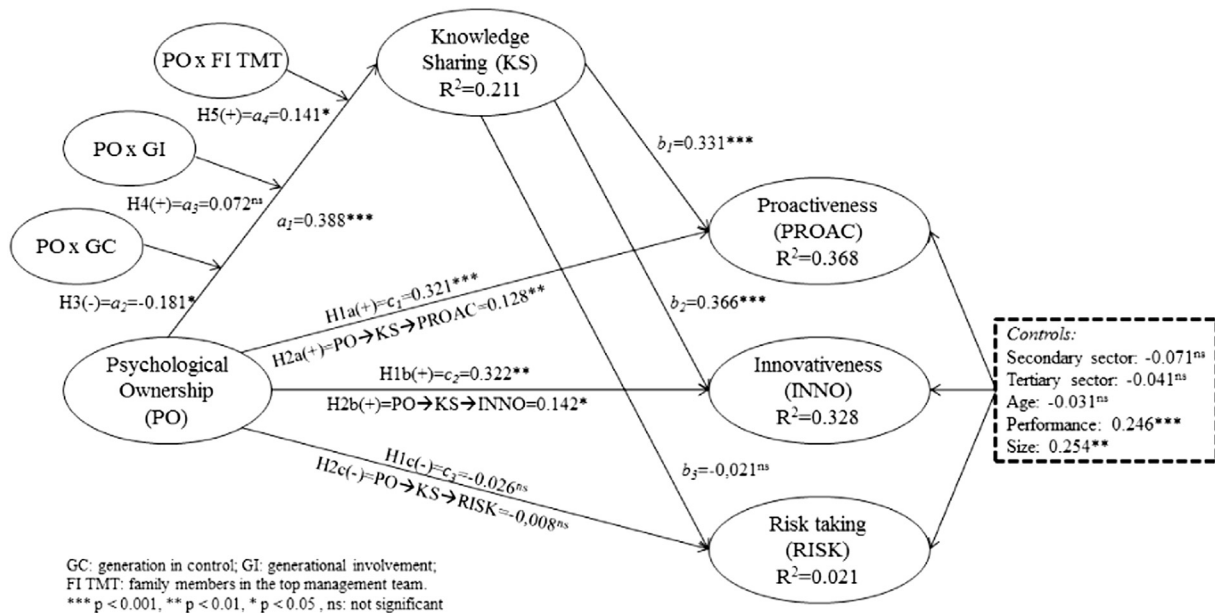 PO x FI TMT
H5(+)=a4=0.141*
PO x GI
H4(+)=a3=0.072ns
PO x GC
H3(-)=a2=-0.181*
a1=0.388***
Knowledge
Sharing (KS)
R2=0.211
b1=0.331***
Proactiveness
(PROAC)
R2=0.368
H1a(+)=c1=0.321***
H2a(+)=PO→KS→PROAC=0.128**
b2=0.366***
Psychological
Ownership
(PO)
H1b(+)=c2=0.322**
H2b(+)=PO→KS→INNO=0.142*
Innovativeness
(INNO)
R2=0.328
H1c(-)=c3=-0.026ns
H2c(-)=PO→KS→RISK=-0,008ns
b3=-0,021ns
Risk taking
(RISK)
R2=0.021
Controls:
Secondary sector: -0.071ns
Tertiary sector: -0.041ns
Age: -0.031ns
Performance: 0.246***
Size: 0.254**
GC: generation in control; GI: generational involvement;
FI TMT: family members in the top management team.
*** p < 0.001, ** p < 0.01, * p < 0.05 , ns: not significant